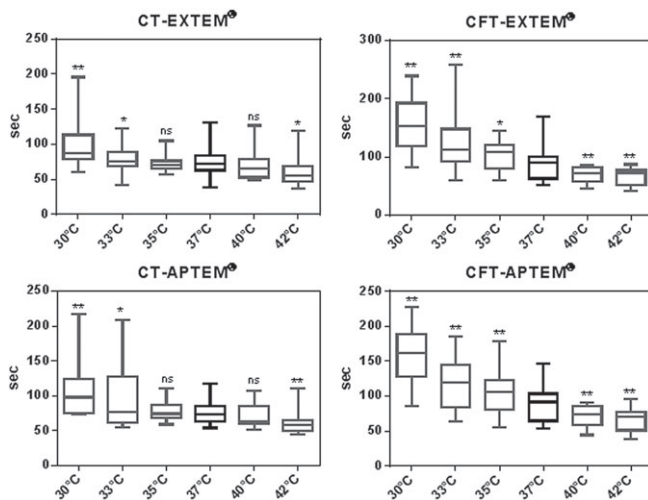 CT-EXTEM®
sec
250
200
150
100
50
0
** * ns ns *
30°C 33°C 35°C 37°C 40°C 42°C
CFT-EXTEM®
sec
300
200
100
0
** ** * ** **
30°C 33°C 35°C 37°C 40°C 42°C
CT-APTEM®
sec
250
200
150
100
50
0
** * ns ns **
30°C 33°C 35°C 37°C 40°C 42°C
CFT-APTEM®
sec
250
200
150
100
50
0
** ** ** ** **
30°C 33°C 35°C 37°C 40°C 42°C